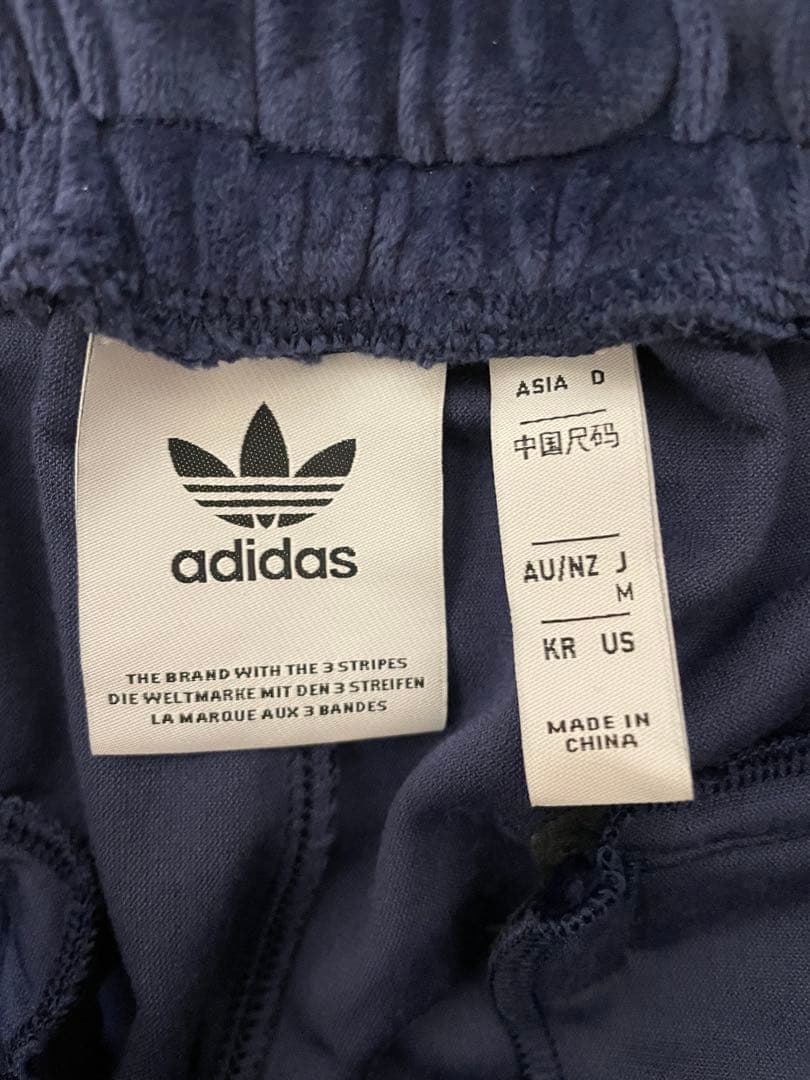 adidas
THE BRAND WITH THE 3 STRIPES
DIE WELTMARKE MIT DEN 3 STREIFEN
LA MARQUE AUX 3 BANDES
ASIA D
中国尺码
AU/NZ J
M
KR US
MADE IN
CHINA